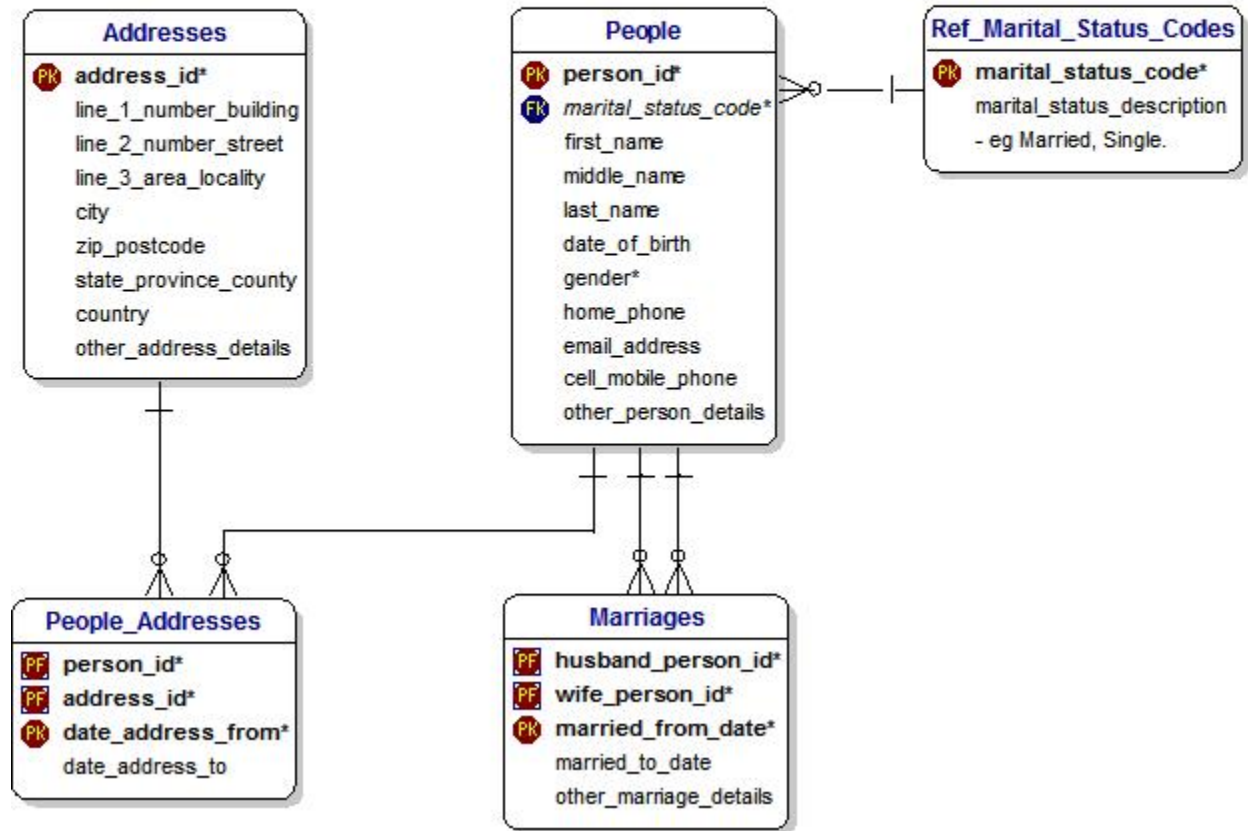 Addresses
PK address_id*
line_1_number_building
line_2_number_street
line_3_area_locality
city
zip_postcode
state_province_county
country
other_address_details
People
PK person_id*
FK marital_status_code*
first_name
middle_name
last_name
date_of_birth
gender*
home_phone
email_address
cell_mobile_phone
other_person_details
Ref_Marital_Status_Codes
PK marital_status_code*
marital_status_description
- eg Married, Single.
People_Addresses
PF person_id*
PF address_id*
PK date_address_from*
date_address_to
Marriages
PF husband_person_id*
PF wife_person_id*
PK married_from_date*
married_to_date
other_marriage_details